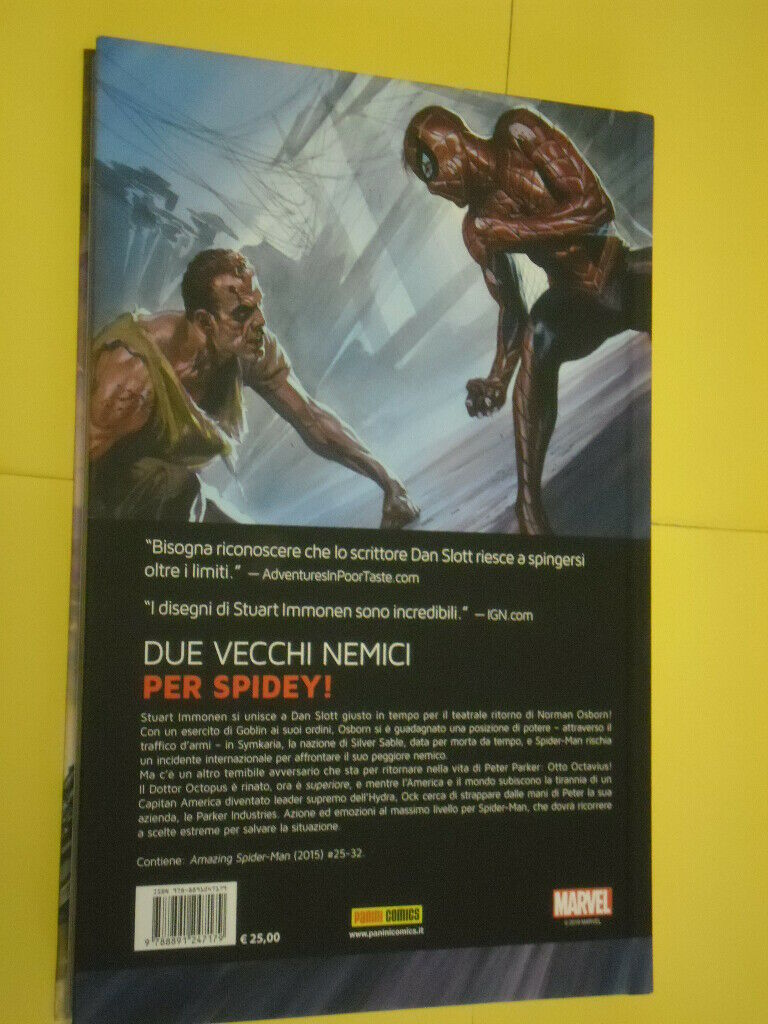 “Bisogna riconoscere che lo scrittore Dan Slott riesce a spingersi
oltre i limiti.” — AdventuresInPoorTaste.com
“I disegni di Stuart Immonen sono incredibili.” — IGN.com
DUE VECCHI NEMICI
PER SPIDEY!
Stuart Immonen si unisce a Dan Slott giusto in tempo per il teatrale ritorno di Norman Osborn!
Con un esercito di Goblin ai suoi ordini, Osborn si è guadagnato una posizione di potere – attraverso il
traffico d'armi – in Symkaria, la nazione di Silver Sable, data per morta da tempo, e Spider-Man rischia
un incidente internazionale per affrontare il suo peggiore nemico.
Ma c'è un altro temibile avversario che sta per ritornare nella vita di Peter Parker: Otto Octavius!
Il Dottor Octopus è rinato, ora è superiore, e mentre l'America e il mondo subiscono la tirannia di un
Capitan America diventato leader supremo dell'Hydra, Ock cerca di strappare dalle mani di Peter la sua
azienda, le Parker Industries. Azione ed emozioni al massimo livello per Spider-Man, che dovrà ricorrere
a scelte estreme per salvare la situazione.
Contiene: Amazing Spider-Man (2015) #25-32.
ISBN 978-8891247179
9 788891 247179
€ 25,00
PANINI COMICS
www.paninicomics.it
MARVEL
© 2019 MARVEL